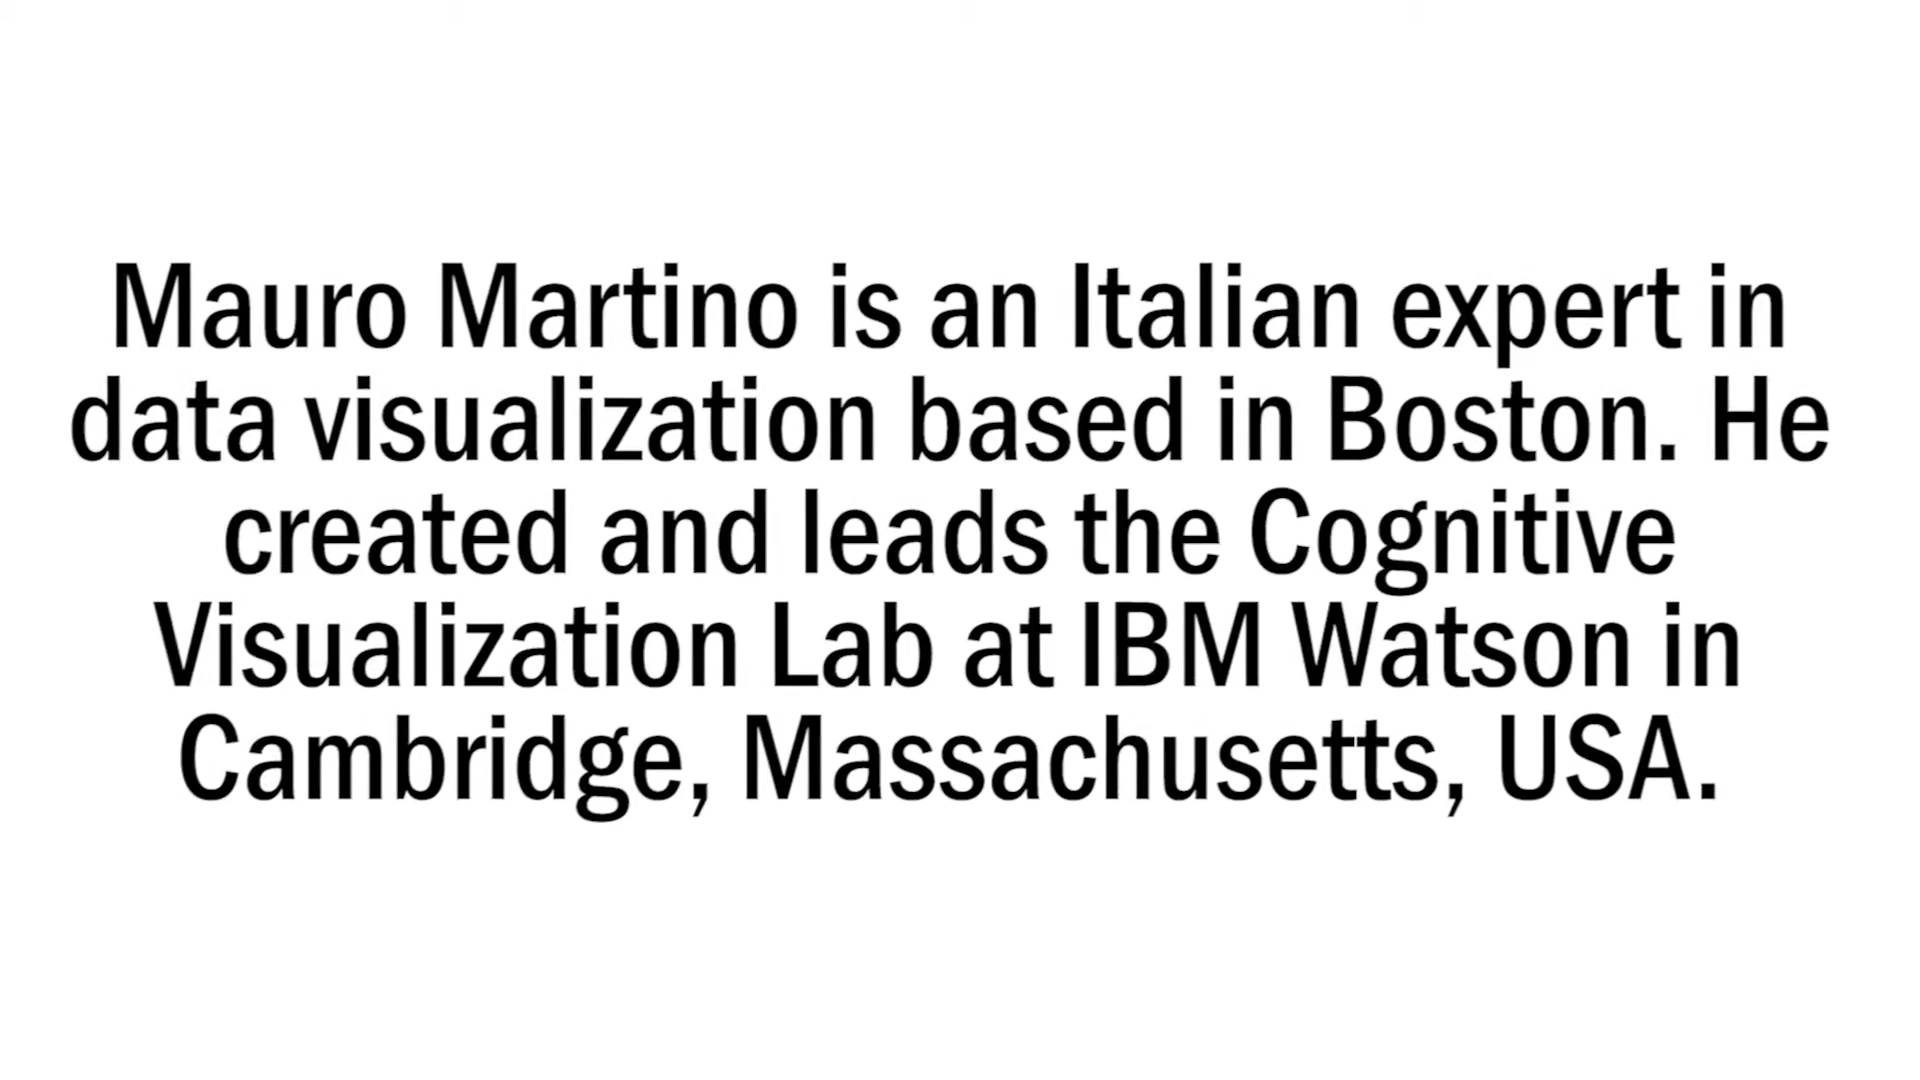 Mauro Martino is an Italian expert in
data visualization based in Boston. He
created and leads the Cognitive
Visualization Lab at IBM Watson in
Cambridge, Massachusetts, USA.